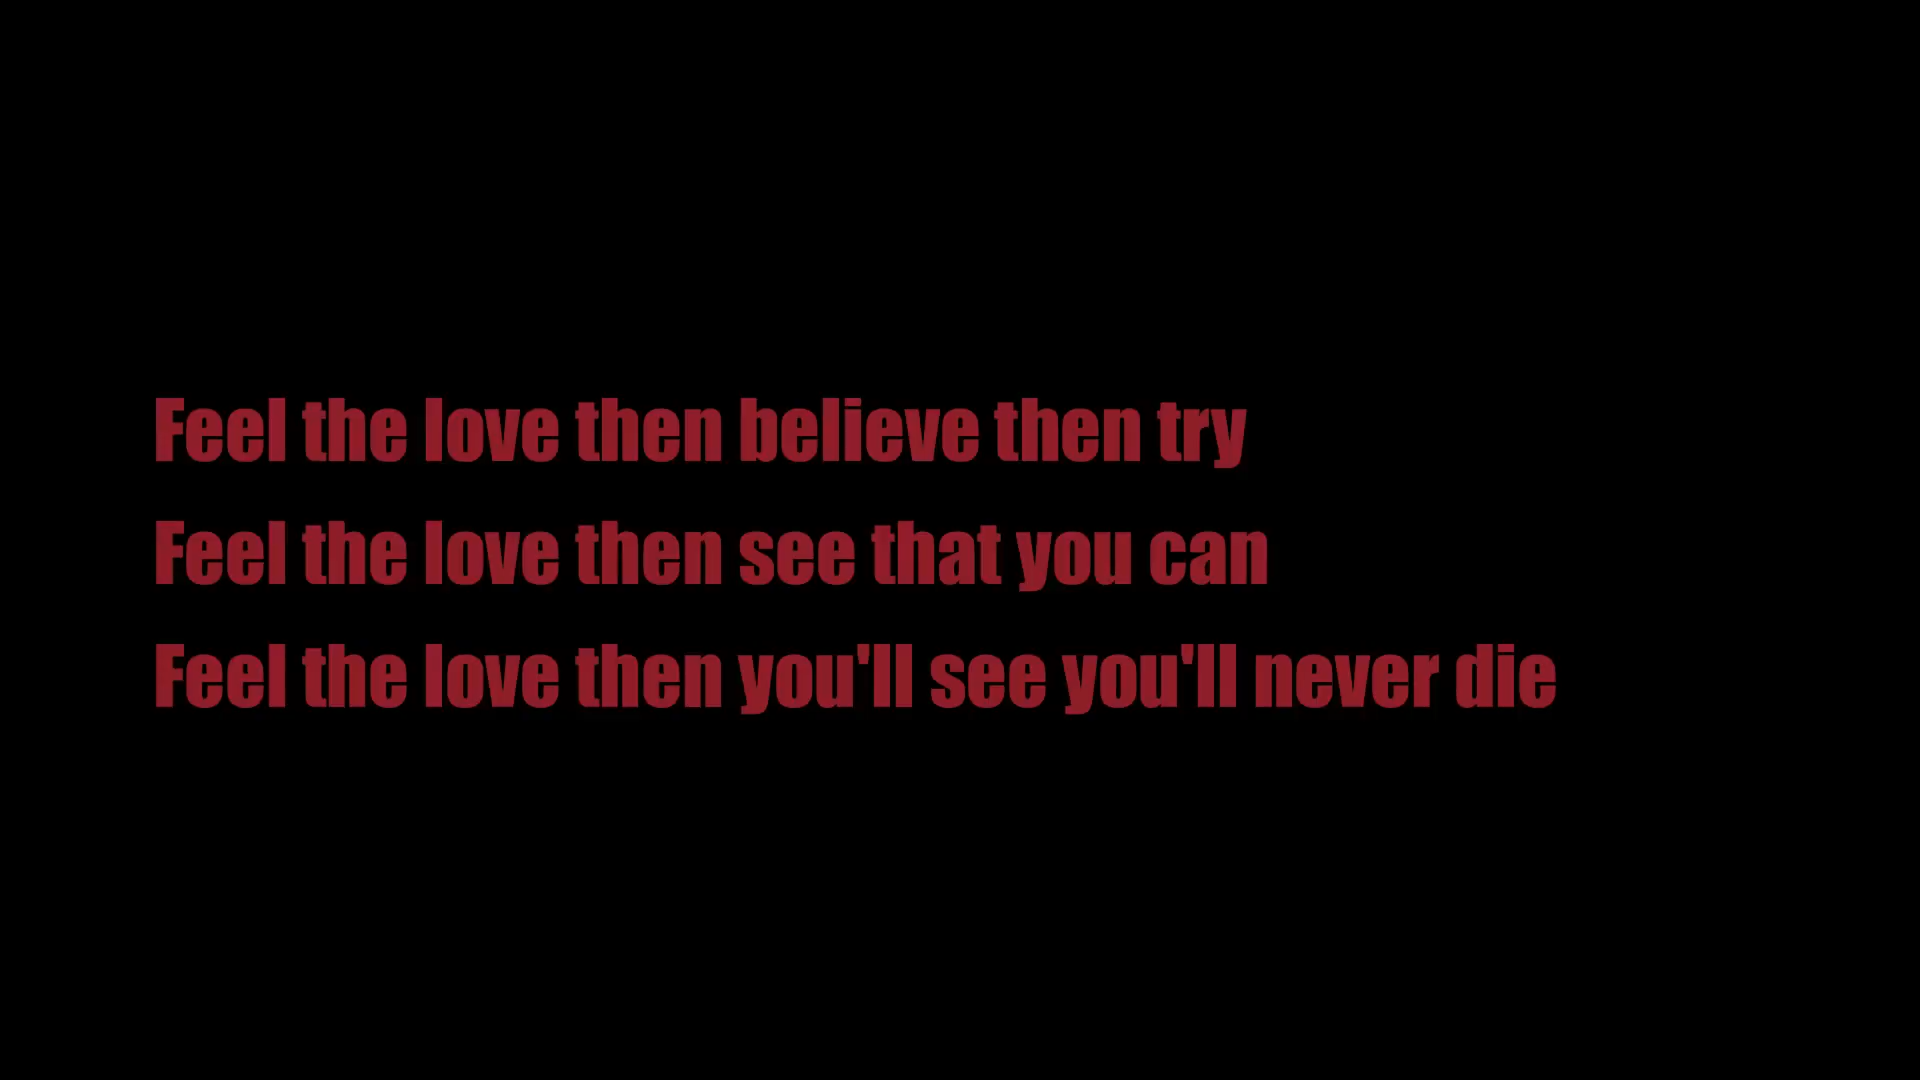 Feel the love then believe then try
Feel the love then see that you can
Feel the love then you'll see you'll never die